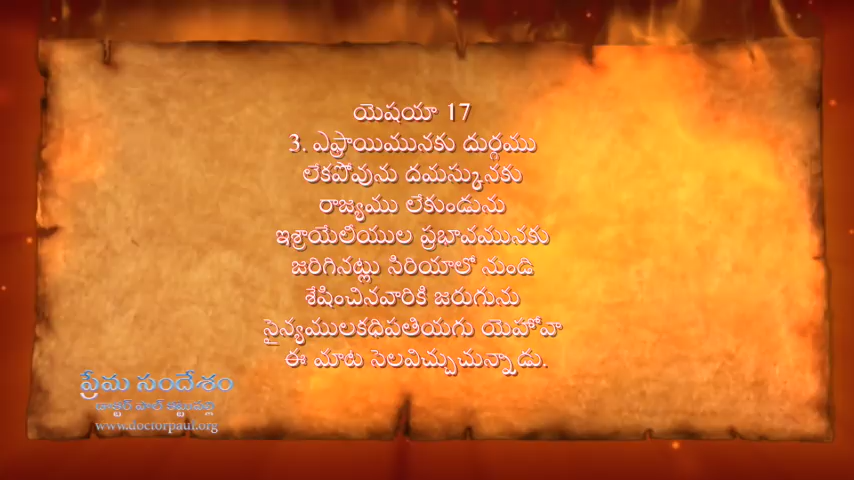 యెషయా 17
3. ఎఫ్రాయిమునకు దుర్గము
లేకపోవును దమస్కునకు
రాజ్యము లేకుండును
ఇశ్రాయేలీయుల ప్రభావమునకు
జరిగినట్లు సిరియాలో నుండి
శేషించినవారికి జరుగును
సైన్యములకధిపతియగు యెహోవా
ఈ మాట సెలవిచ్చుచున్నాడు.
ప్రేమ సందేశం
డాక్టర్ పాల్ కట్టుపల్లి
www.doctorpaul.org